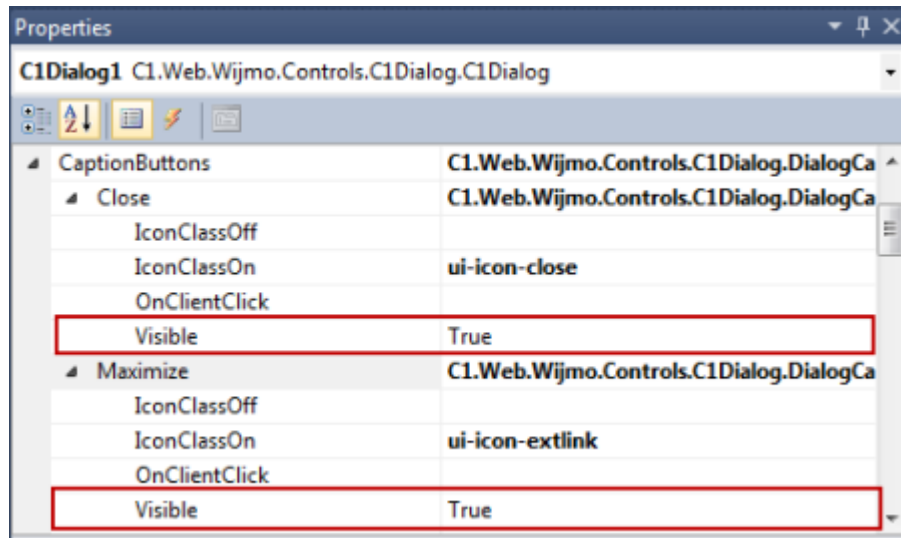 Properties
C1Dialog1 C1.Web.Wijmo.Controls.C1Dialog.C1Dialog
CaptionButtons C1.Web.Wijmo.Controls.C1Dialog.DialogCa
Close C1.Web.Wijmo.Controls.C1Dialog.DialogCa
IconClassOff
IconClassOn ui-icon-close
OnClientClick
Visible True
Maximize C1.Web.Wijmo.Controls.C1Dialog.DialogCa
IconClassOff
IconClassOn ui-icon-extlink
OnClientClick
Visible True